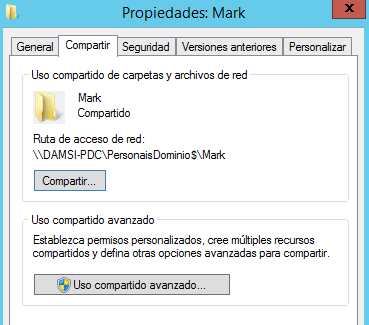 Propiedades: Mark
x
General
Compartir
Seguridad
Versiones anteriores
Personalizar
Uso compartido de carpetas y archivos de red
Mark
Compartido
Ruta de acceso de red:
\\DAMSI-PDC\PersonaisDominio$\Mark
Compartir...
Uso compartido avanzado
Establezca permisos personalizados, cree múltiples recursos
compartidos y defina otras opciones avanzadas para compartir.
Uso compartido avanzado...